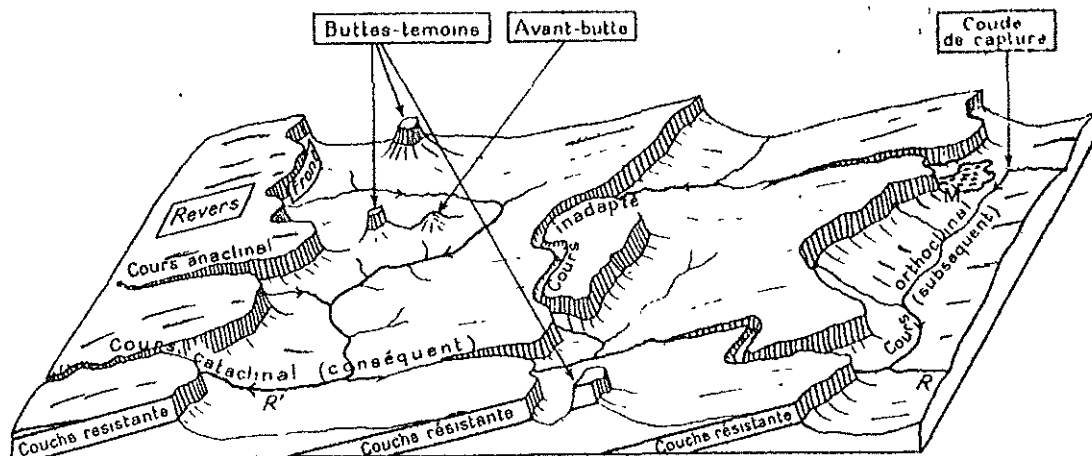 Buttes-temoins
Avant-butte
Coude
de capture
Front
Revers
Cours anaclinal
Cours inadapté
M
Cours orthoclinal
(subséquent)
Cours cataclinal (conséquent)
R'
R
Couche résistante
Couche résistante
Couche résistante